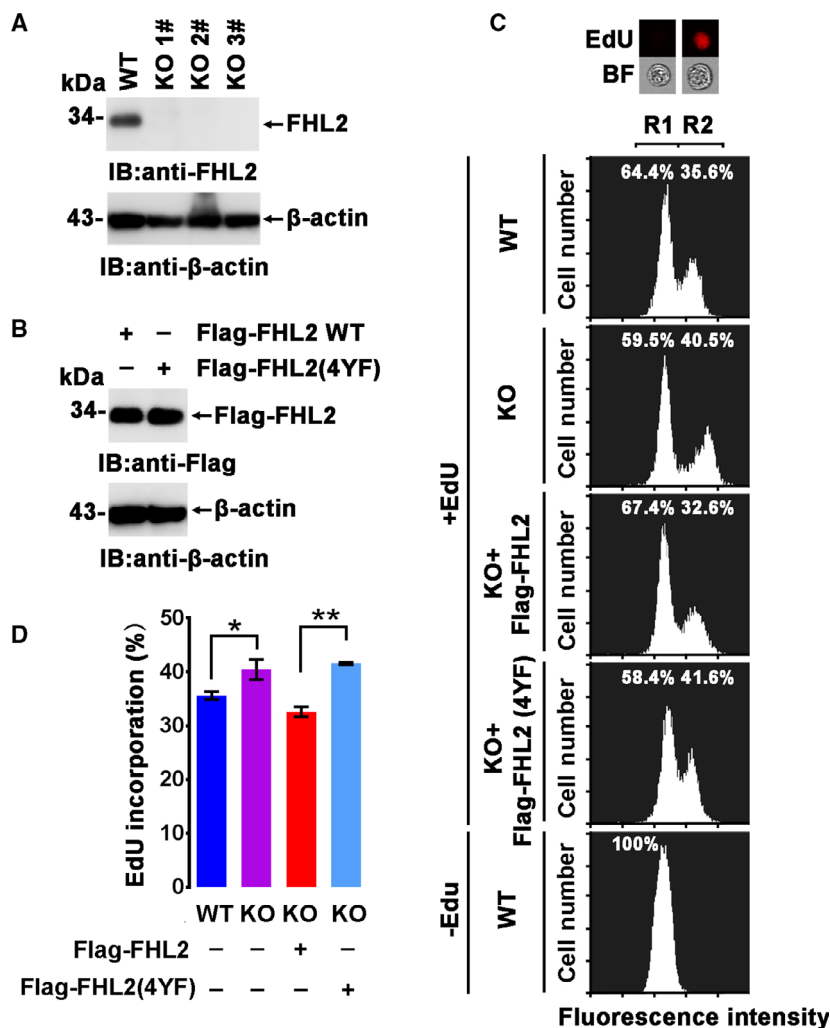 A
kDa
WT
KO 1#
KO 2#
KO 3#
34-
←FHL2
IB:anti-FHL2
43-
←β-actin
IB:anti-β-actin
B
+ – Flag-FHL2 WT
– + Flag-FHL2(4YF)
kDa
34-
←Flag-FHL2
IB:anti-Flag
43-
←β-actin
IB:anti-β-actin
C
EdU
BF
R1 R2
+EdU
WT
Cell number
64.4% 35.6%
KO
Cell number
59.5% 40.5%
KO+
Flag-FHL2
Cell number
67.4% 32.6%
KO+
Flag-FHL2 (4YF)
Cell number
58.4% 41.6%
-Edu
WT
Cell number
100%
Fluorescence intensity
D
EdU incorporation (%)
50
40
30
20
10
0
*
**
WT KO KO KO
Flag-FHL2 – – + –
Flag-FHL2(4YF) – – – +